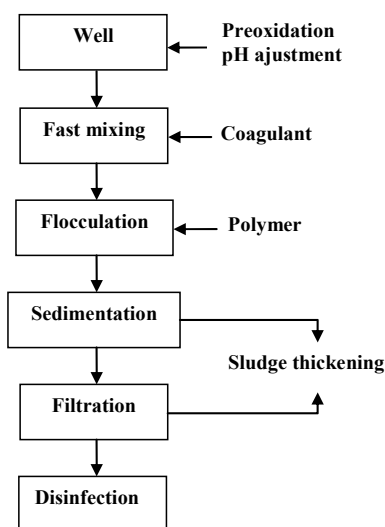 Well
Preoxidation
pH ajustment
Fast mixing
Coagulant
Flocculation
Polymer
Sedimentation
Sludge thickening
Filtration
Disinfection